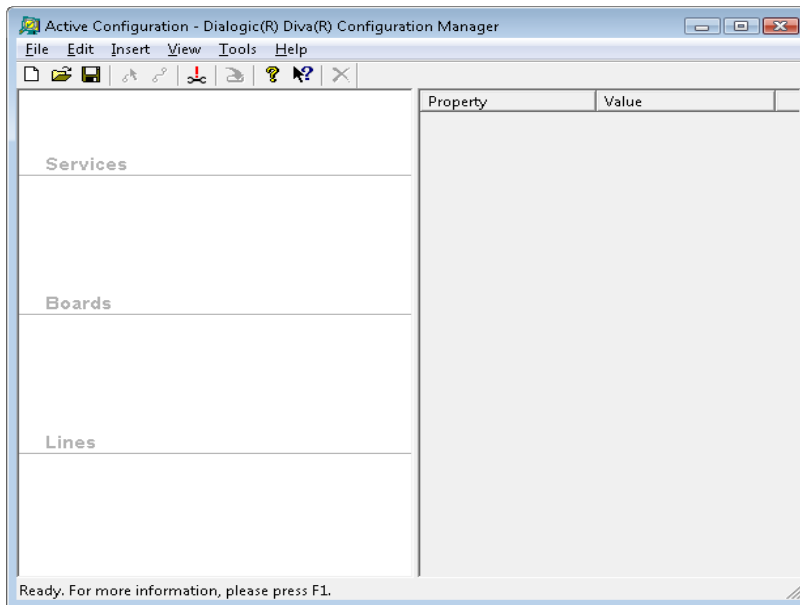 Active Configuration - Dialogic(R) Diva(R) Configuration Manager
File Edit Insert View Tools Help
Property Value
Services
Boards
Lines
Ready. For more information, please press F1.